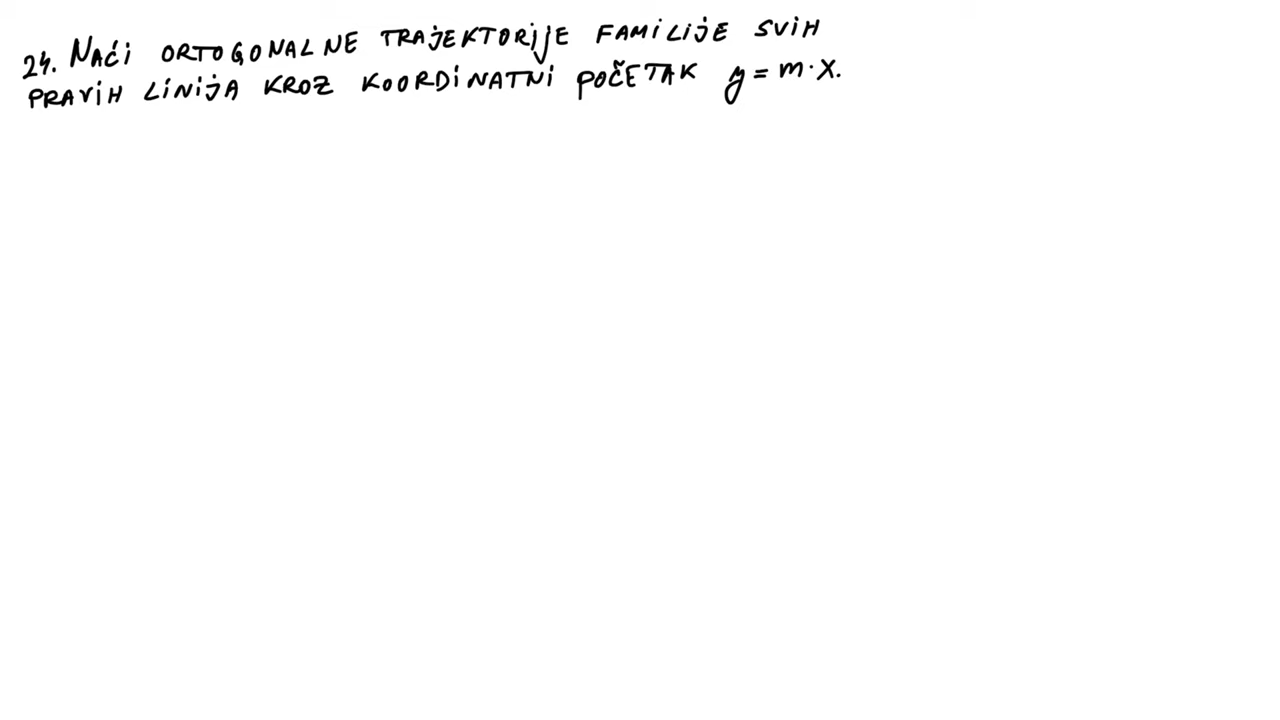 24. NAĆI ORTOGONALNE TRAJEKTORIJE FAMILIJE SVIH
PRAVIH LINIJA KROZ KOORDINATNI POČETAK y = m·x.